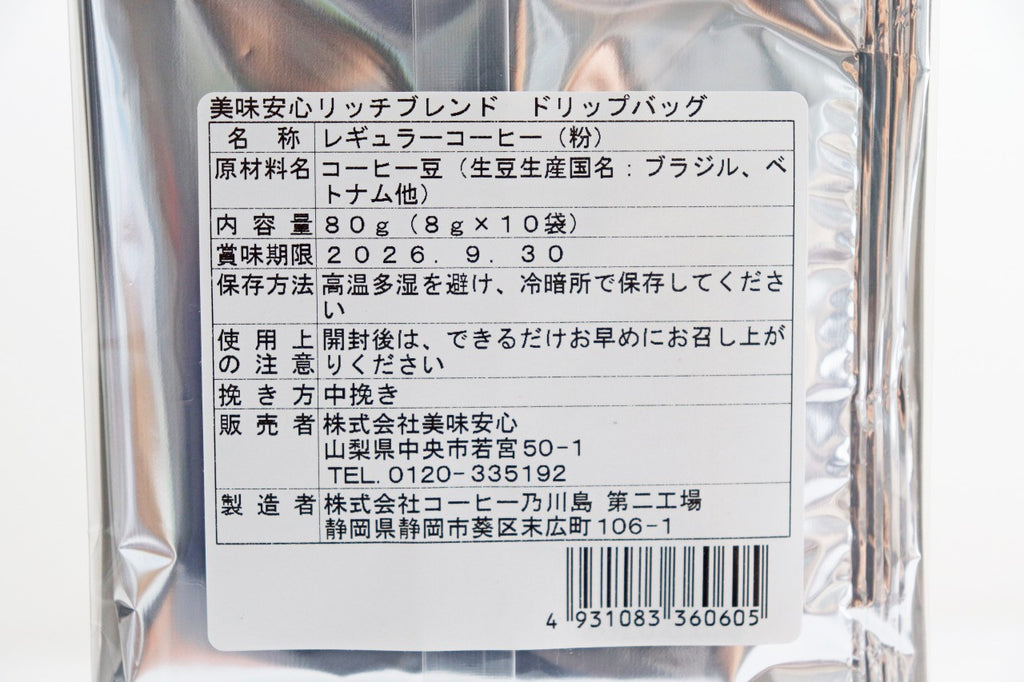 美味安心リッチブレンド　ドリップバッグ
名称 レギュラーコーヒー（粉）
原材料名 コーヒー豆（生豆生産国名：ブラジル、ベ
トナム他）
内容量 ８０ｇ（８ｇ×１０袋）
賞味期限 ２０２６．９．３０
保存方法 高温多湿を避け、冷暗所で保存してくださ
い
使用上 開封後は、できるだけお早めにお召し上が
の注意 りください
挽き方 中挽き
販売者 株式会社美味安心
山梨県中央市若宮50-1
TEL. 0120-335192
製造者 株式会社コーヒー乃川島 第二工場
静岡県静岡市葵区末広町106-1
4 931083 360605